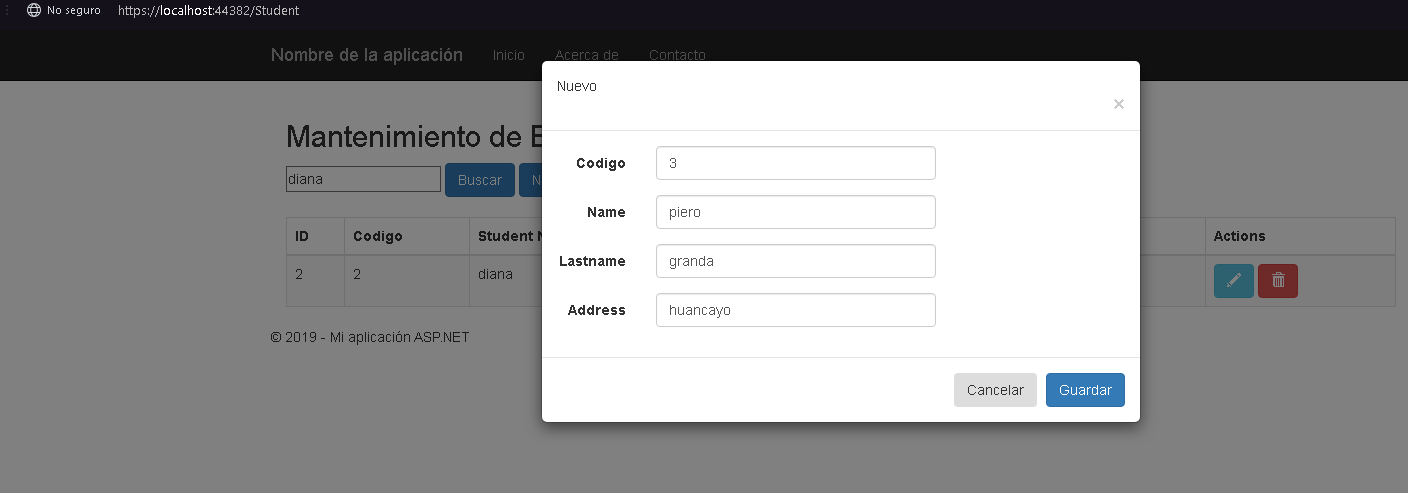 No seguro https://localhost:44382/Student
Nombre de la aplicación Inicio Acerca de Contacto
Nuevo
×
Mantenimiento de
diana Buscar
Codigo 3
Name piero
Lastname granda
Address huancayo
ID Codigo Student Actions
2 2 diana
© 2019 - Mi aplicación ASP.NET
Cancelar Guardar